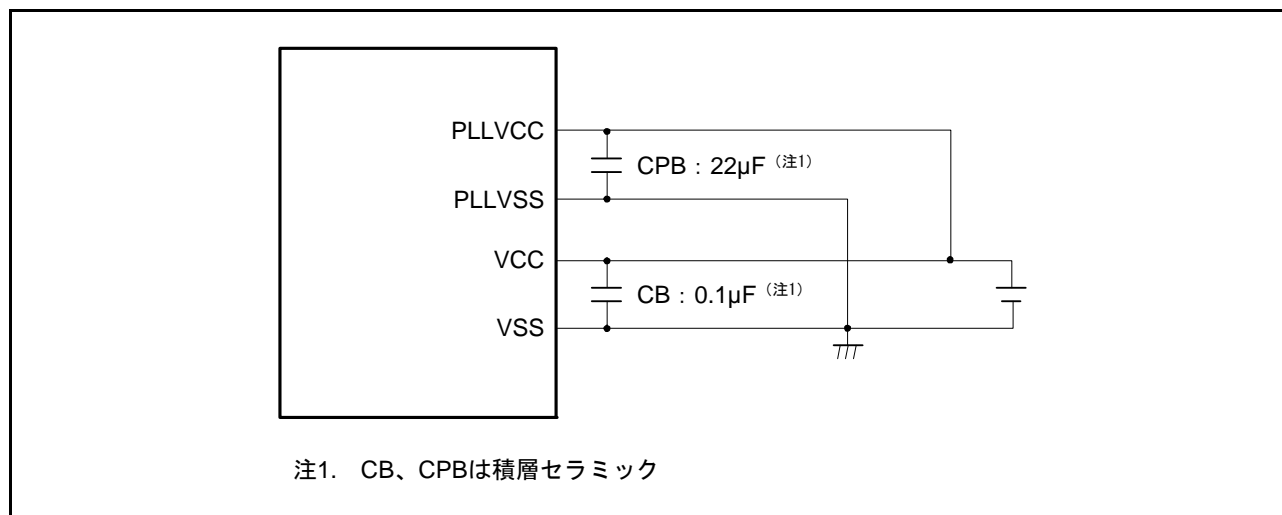 PLLVCC
CPB：22µF（注1）
PLLVSS
VCC
CB：0.1µF（注1）
VSS
注1. CB、CPBは積層セラミック